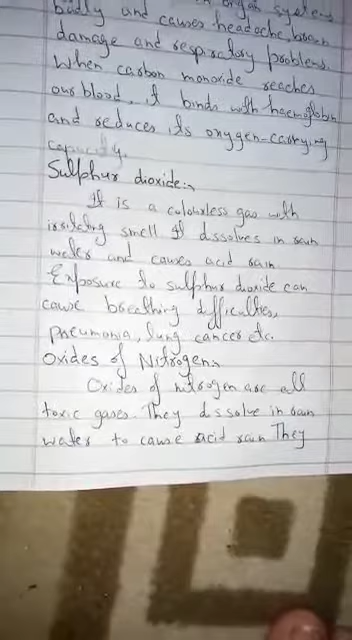 badly and causes headache, brain
damage and respiratory problems.
When carbon monoxide reaches
our blood, it binds with haemoglobin
and reduces its oxygen-carrying
capacity.
Sulphur dioxide:
It is a colourless gas with
irritating smell It dissolves in rain
water and causes acid rain
Exposure to sulphur dioxide can
cause breathing difficulties,
pneumonia, lung cancer etc.
Oxides of Nitrogen:
Oxides of nitrogen are all
toxic gases. They dissolve in rain
water to cause acid rain They